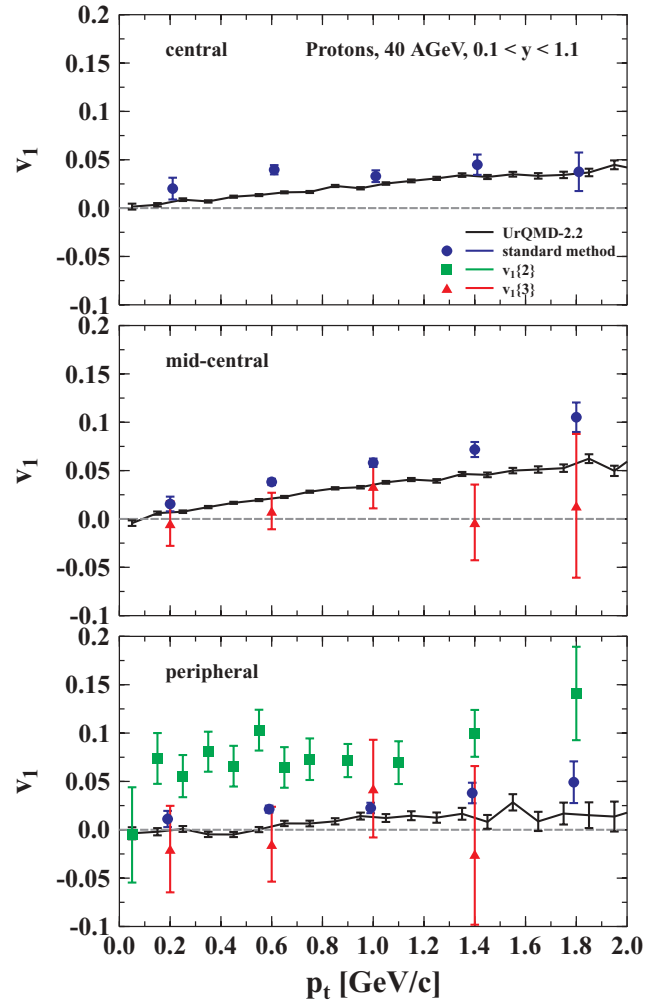 0.2
central
Protons, 40 AGeV, 0.1 < y < 1.1
0.15
0.1
v1
0.05
0.0
UrQMD-2.2
standard method
-0.05
v1{2}
v1{3}
-0.1
0.2
mid-central
0.15
0.1
v1
0.05
0.0
-0.05
-0.1
0.2
peripheral
0.15
0.1
v1
0.05
0.0
-0.05
-0.1
0.0 0.2 0.4 0.6 0.8 1.0 1.2 1.4 1.6 1.8 2.0
pt [GeV/c]